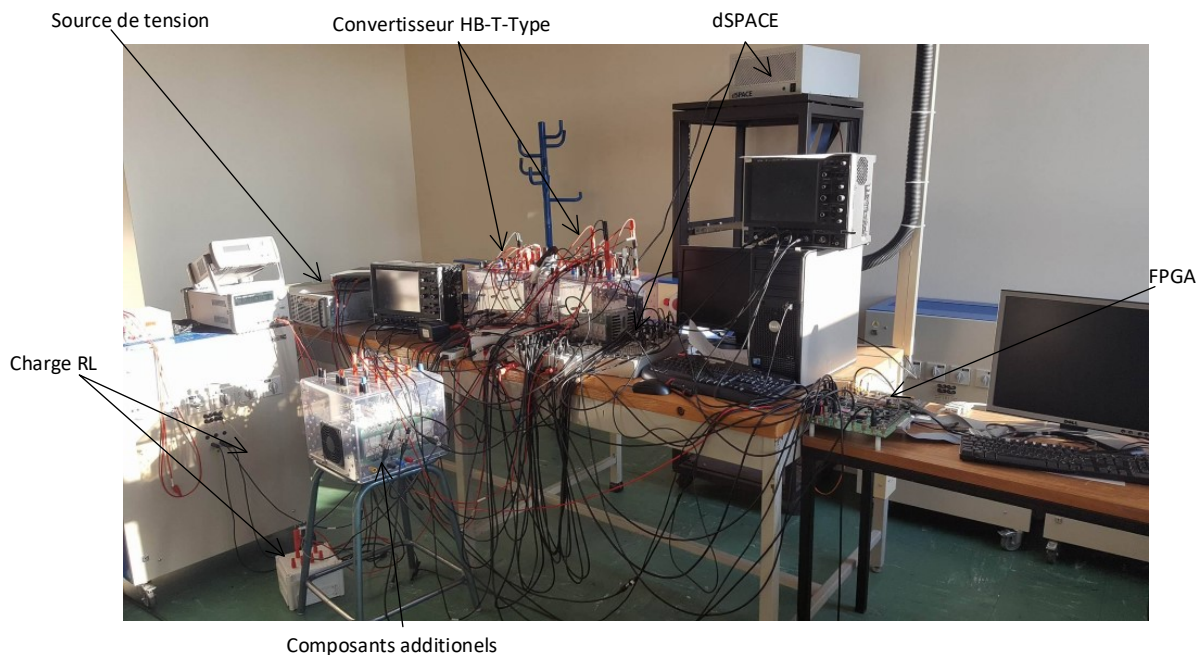 Source de tension
Convertisseur HB-T-Type
dSPACE
dSPACE
FPGA
Charge RL
Composants additionels